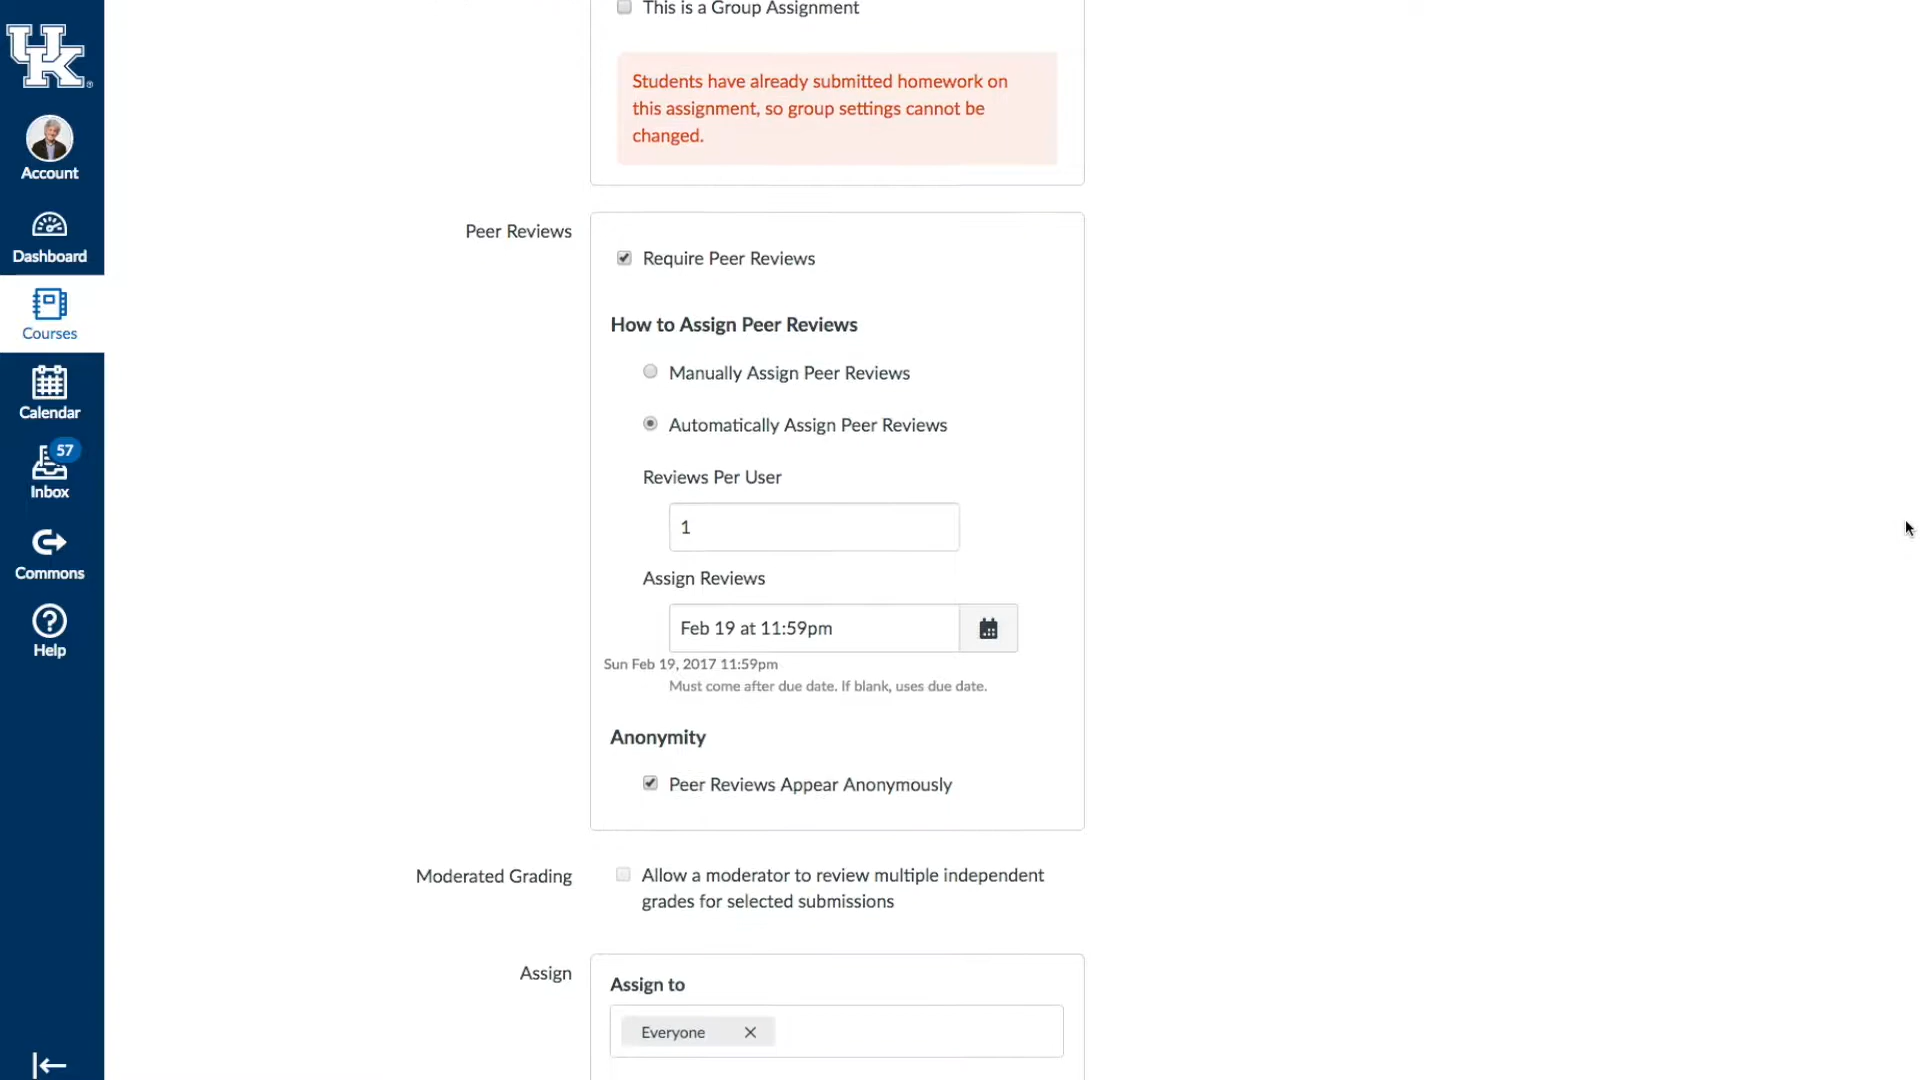 This is a Group Assignment
Students have already submitted homework on
this assignment, so group settings cannot be
changed.
UK
Account
Dashboard
Courses
Calendar
57
Inbox
Commons
Help
Peer Reviews
Require Peer Reviews
How to Assign Peer Reviews
Manually Assign Peer Reviews
Automatically Assign Peer Reviews
Reviews Per User
1
Assign Reviews
Feb 19 at 11:59pm
Sun Feb 19, 2017 11:59pm
Must come after due date. If blank, uses due date.
Anonymity
Peer Reviews Appear Anonymously
Moderated Grading
Allow a moderator to review multiple independent
grades for selected submissions
Assign
Assign to
Everyone